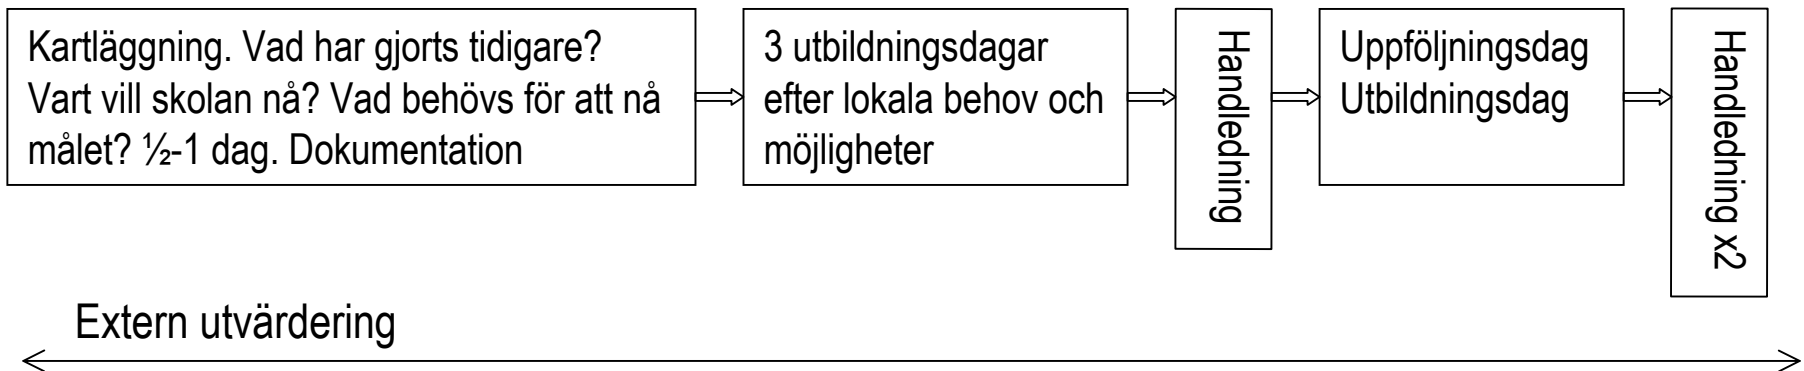 Kartläggning. Vad har gjorts tidigare?
Vart vill skolan nå? Vad behövs för att nå
målet? ½-1 dag. Dokumentation
3 utbildningsdagar
efter lokala behov och
möjligheter
Handledning
Uppföljningsdag
Utbildningsdag
Handledning x2
Extern utvärdering